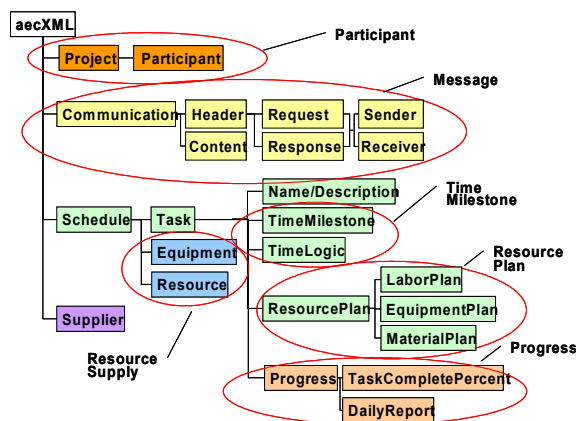 aecXML
Participant
Project
Participant
Message
Communication
Header
Request
Sender
Content
Response
Receiver
Time
Milestone
Name/Description
Schedule
Task
TimeMilestone
Equipment
TimeLogic
Resource
Plan
Resource
LaborPlan
ResourcePlan
EquipmentPlan
Supplier
MaterialPlan
Resource
Supply
Progress
Progress
TaskCompletePercent
DailyReport